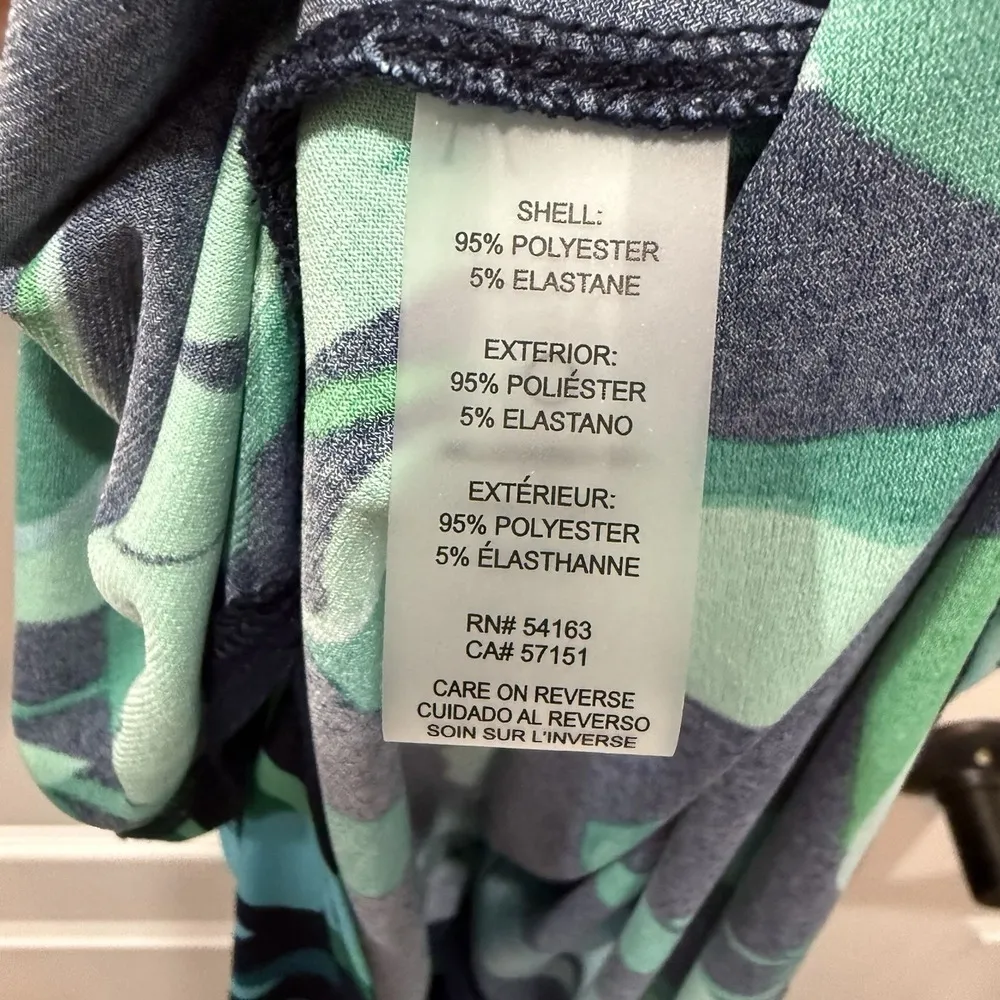 SHELL:
95% POLYESTER
5% ELASTANE
EXTERIOR:
95% POLIÉSTER
5% ELASTANO
EXTÉRIEUR:
95% POLYESTER
5% ÉLASTHANNE
RN# 54163
CA# 57151
CARE ON REVERSE
CUIDADO AL REVERSO
SOIN SUR L'INVERSE